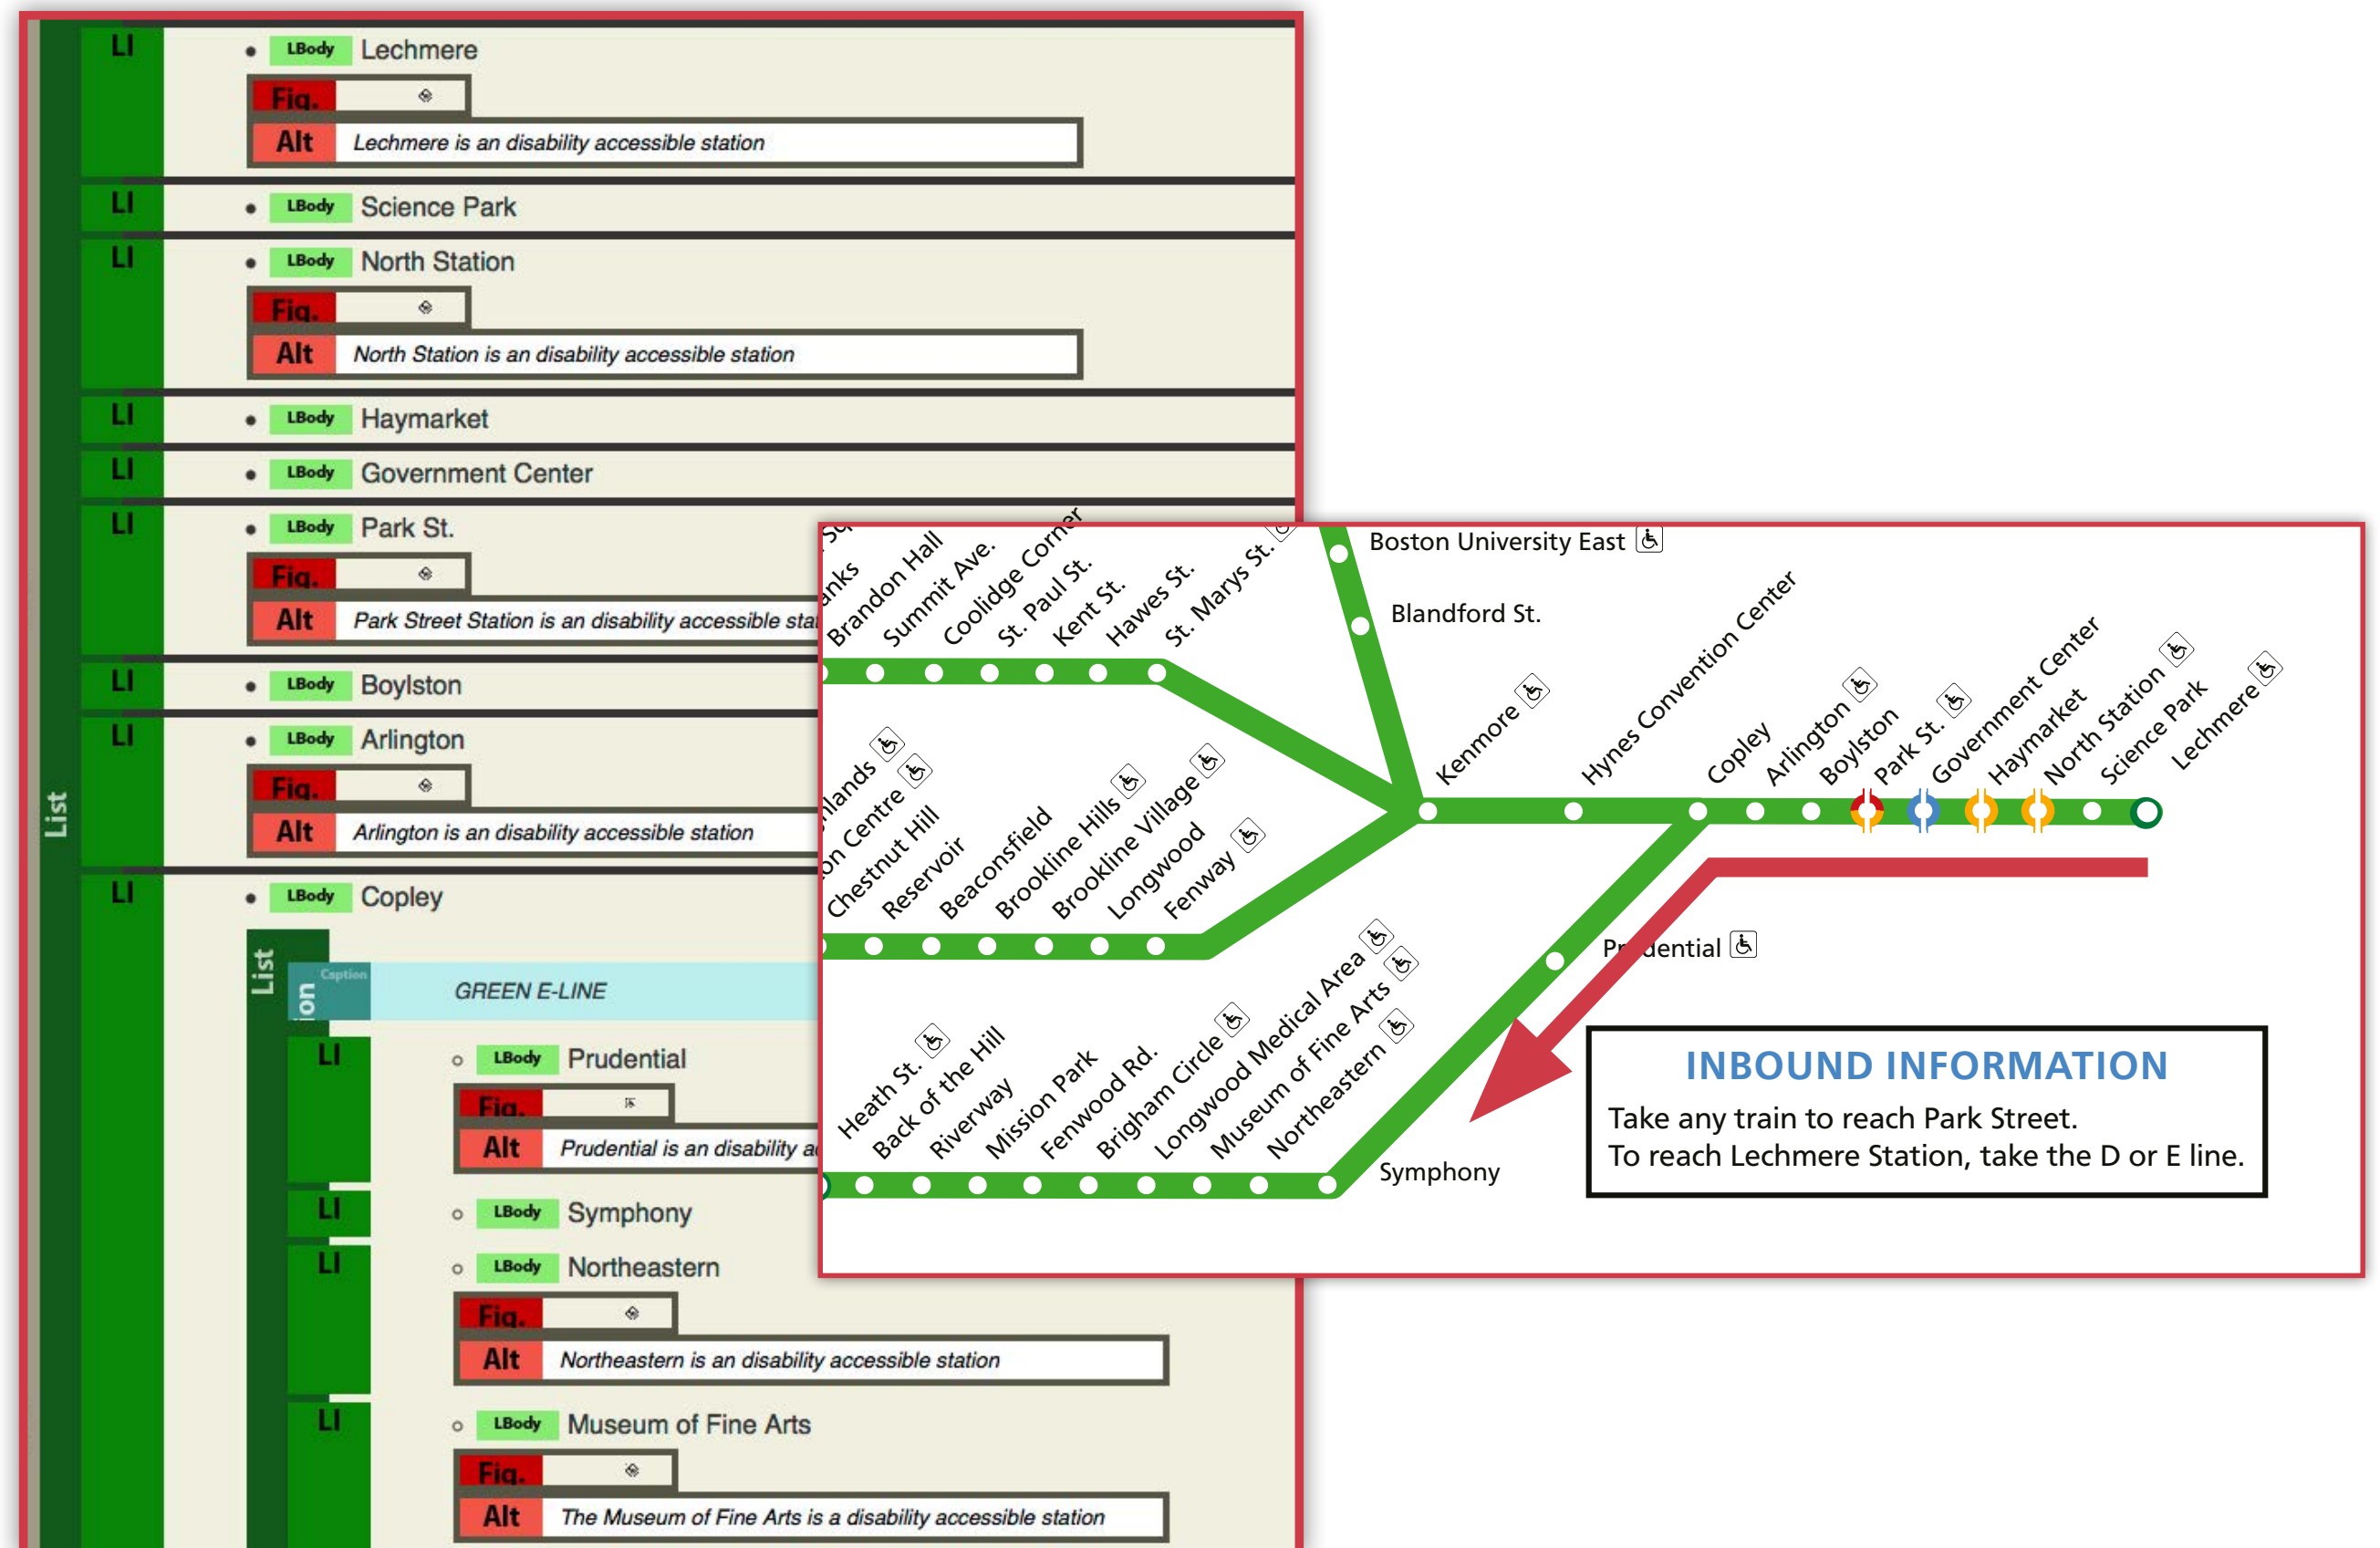 LI
LBody Lechmere
Fig.
Alt Lechmere is an disability accessible station
LI
LBody Science Park
LI
LBody North Station
Fig.
Alt North Station is an disability accessible station
LI
LBody Haymarket
LI
LBody Government Center
LI
LBody Park St.
Fig.
Alt Park Street Station is an disability accessible
LI
LBody Boylston
LI
LBody Arlington
Fig.
Alt Arlington is an disability accessible station
List
LI
LBody Copley
List
Caption
GREEN E-LINE
LI
LBody Prudential
Fig.
Alt Prudential is an disability
LI
LBody Symphony
LI
LBody Northeastern
Fig.
Alt Northeastern is an disability accessible station
LI
LBody Museum of Fine Arts
Fig.
Alt The Museum of Fine Arts is a disability accessible station
Brandon Hall
Summit Ave.
Coolidge Corner
St. Paul St.
Kent St.
Hawes St.
St. Marys St.
Boston University East
Blandford St.
Kenmore
Hynes Convention Center
Copley
Arlington
Boylston
Park St.
Government Center
Haymarket
North Station
Science Park
Lechmere
Centre
Chestnut Hill
Reservoir
Beaconsfield
Brookline Hills
Brookline Village
Longwood
Fenway
Prudential
Heath St.
Back of the Hill
Riverway
Mission Park
Fenwood Rd.
Brigham Circle
Longwood Medical Area
Museum of Fine Arts
Northeastern
Symphony
INBOUND INFORMATION
Take any train to reach Park Street.
To reach Lechmere Station, take the D or E line.